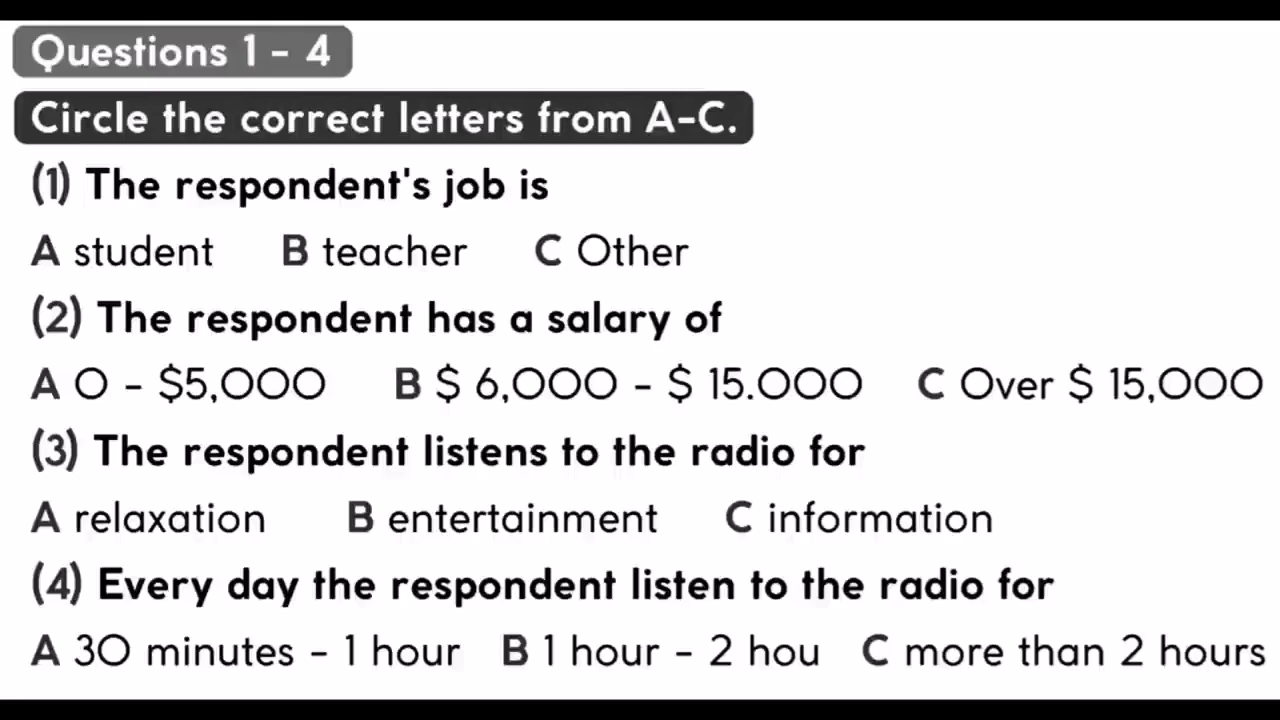 Questions 1 - 4
Circle the correct letters from A-C.
(1) The respondent's job is
A student B teacher C Other
(2) The respondent has a salary of
A 0 - $5,000 B $ 6,000 - $ 15.000 C Over $ 15,000
(3) The respondent listens to the radio for
A relaxation B entertainment C information
(4) Every day the respondent listen to the radio for
A 30 minutes - 1 hour B 1 hour - 2 hou C more than 2 hours